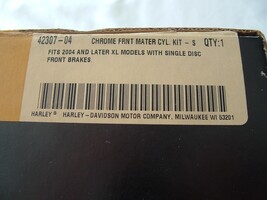 42307-04 CHROME FRNT MATER CYL. KIT - S QTY:1
FITS 2004 AND LATER XL MODELS WITH SINGLE DISC
FRONT BRAKES
HARLEY® HARLEY-DAVIDSON MOTOR COMPANY, MILWAUKEE WI 53201